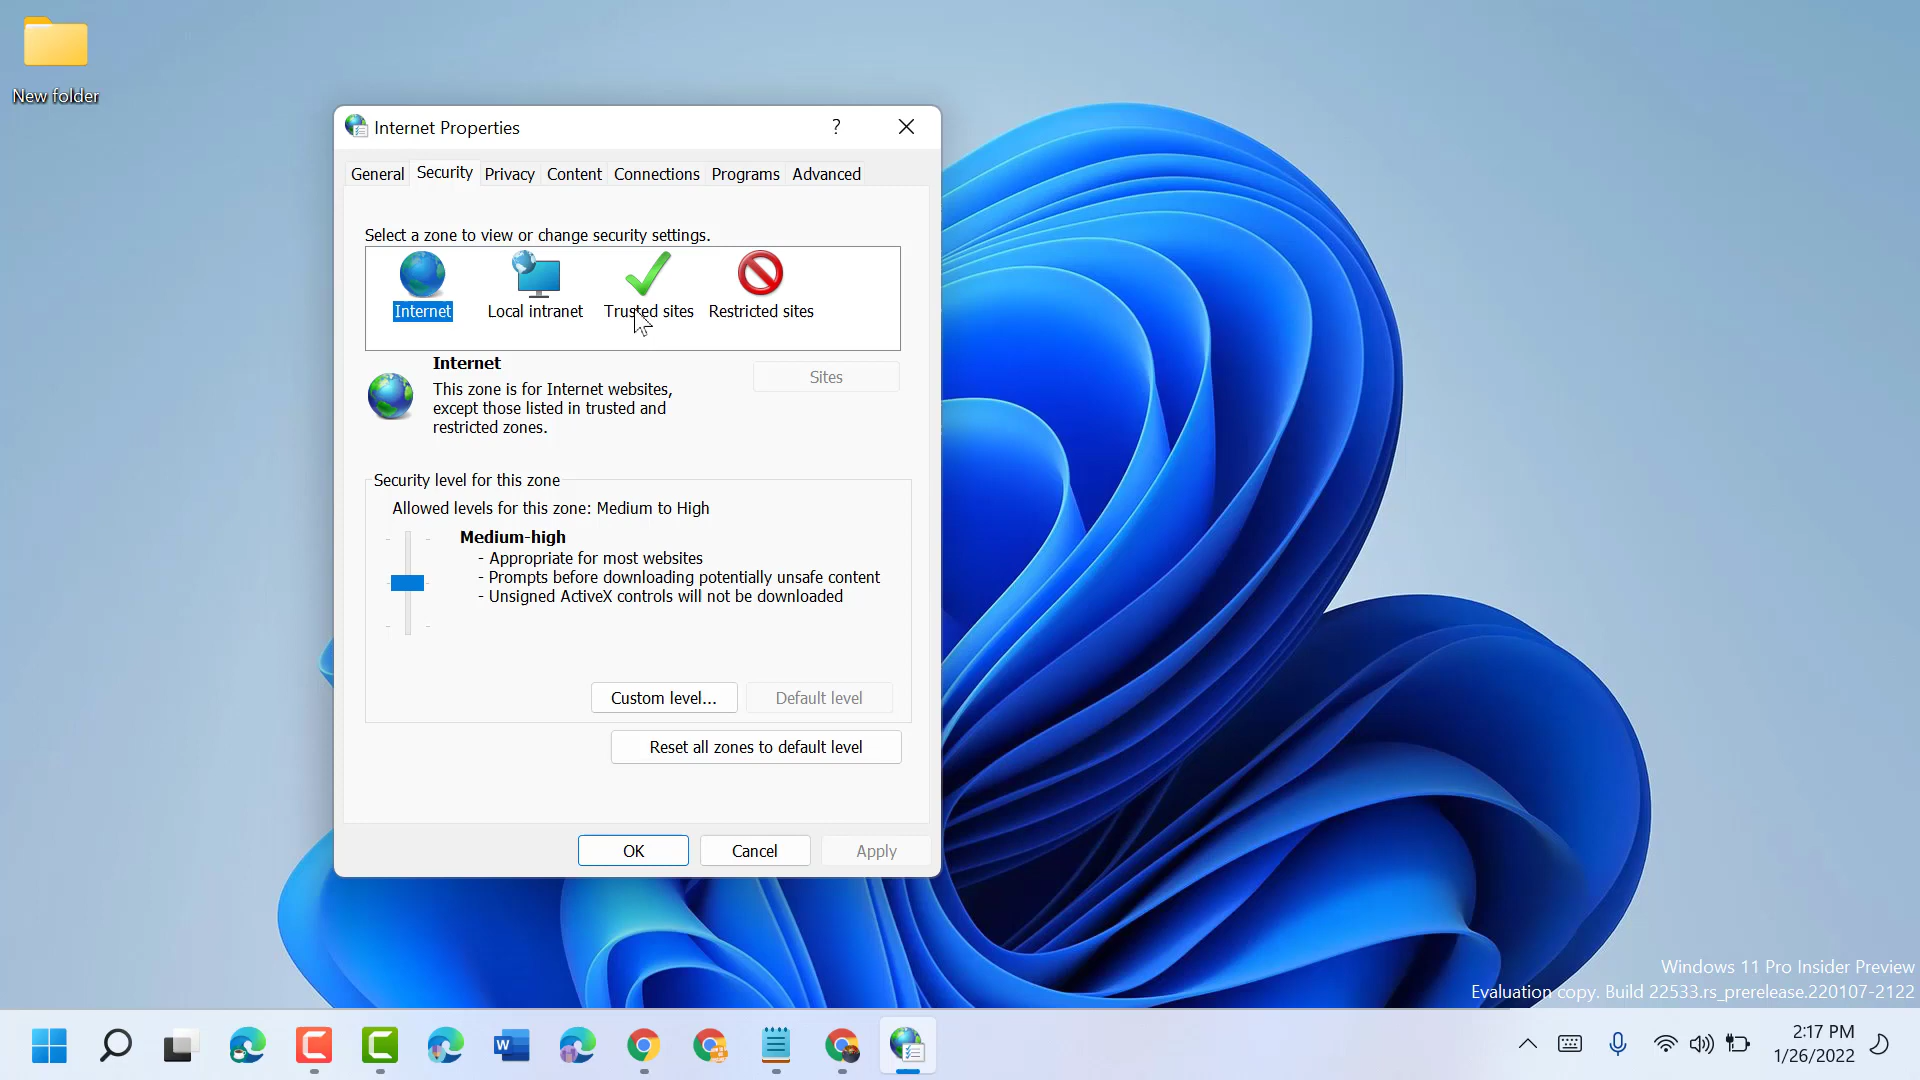 New folder
Internet Properties
?
General Security Privacy Content Connections Programs Advanced
Select a zone to view or change security settings.
Internet Local intranet Trusted sites Restricted sites
Internet
Sites
This zone is for Internet websites,
except those listed in trusted and
restricted zones.
Security level for this zone
Allowed levels for this zone: Medium to High
Medium-high
- Appropriate for most websites
- Prompts before downloading potentially unsafe content
- Unsigned ActiveX controls will not be downloaded
Custom level... Default level
Reset all zones to default level
OK Cancel Apply
Windows 11 Pro Insider Preview
Evaluation copy. Build 22533.rs_prerelease.220107-2122
W
2:17 PM
1/26/2022